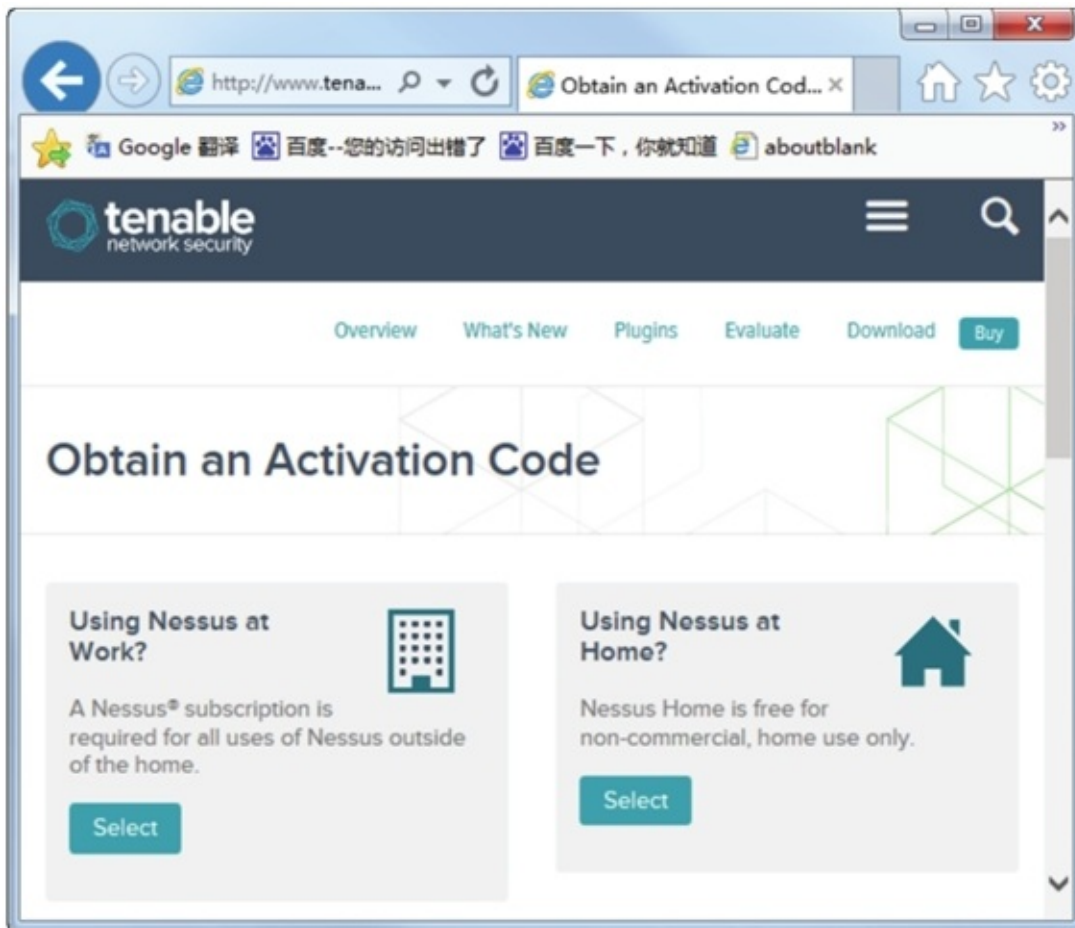 http://www.tena...
Obtain an Activation Cod...
Google 翻译 百度--您的访问出错了 百度一下，你就知道 aboutblank
tenable
network security
Overview What's New Plugins Evaluate Download Buy
Obtain an Activation Code
Using Nessus at
Work?
A Nessus® subscription is
required for all uses of Nessus outside
of the home.
Select
Using Nessus at
Home?
Nessus Home is free for
non-commercial, home use only.
Select